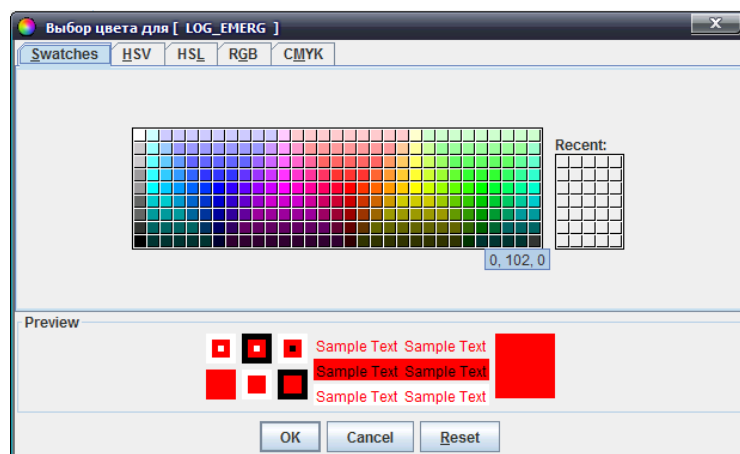 Выбор цвета для [ LOG_EMERG ]
Swatches HSV HSL RGB CMYK
Recent:
0, 102, 0
Preview
Sample Text Sample Text
Sample Text Sample Text
Sample Text Sample Text
OK Cancel Reset